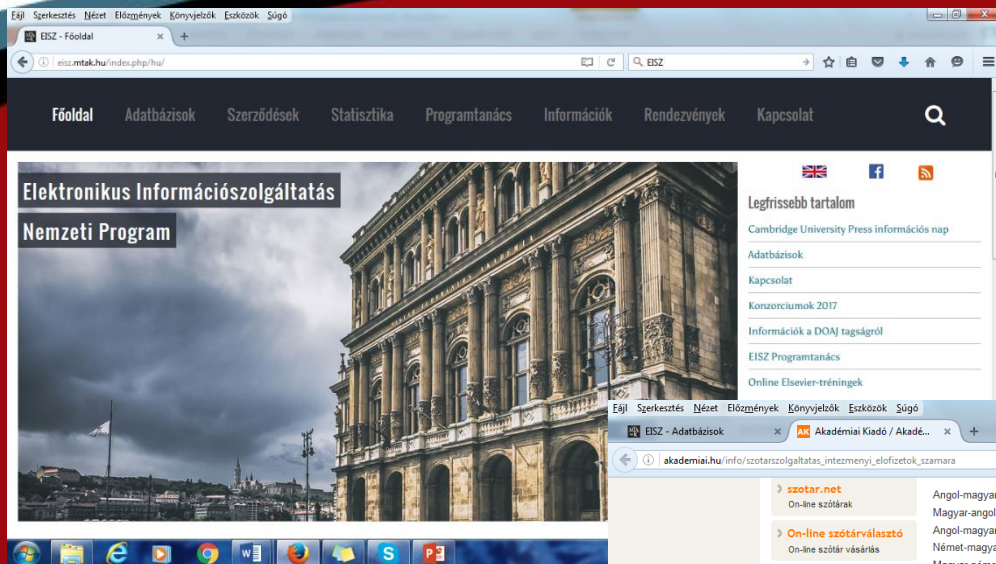 Fájl Szerkesztés Nézet Előzmények Könyvjelzők Eszközök Súgó
EISZ - Főoldal × +
eisz.mtak.hu/index.php/hu/
EISZ
Főoldal Adatbázisok Szerződések Statisztika Programtanács Információk Rendezvények Kapcsolat
Elektronikus Információszolgáltatás
Nemzeti Program
Legfrissebb tartalom
Cambridge University Press információs nap
Adatbázisok
Kapcsolat
Konzorciumok 2017
Információk a DOAJ tagságról
EISZ Programtanács
Online Elsevier-tréningek
Fájl Szerkesztés Nézet Előzmények Könyvjelzők Eszközök Súgó
EISZ - Adatbázisok × AK Akadémiai Kiadó / Akadé... × +
akademiai.hu/info/szotarszolgaltatas_intezmenyi_elofizetok_szamara
szotar.net
On-line szótárak
On-line szótárválasztó
On-line szótár vásárlás
Angol-magyar
Magyar-angol
Angol-magyar
Német-magya